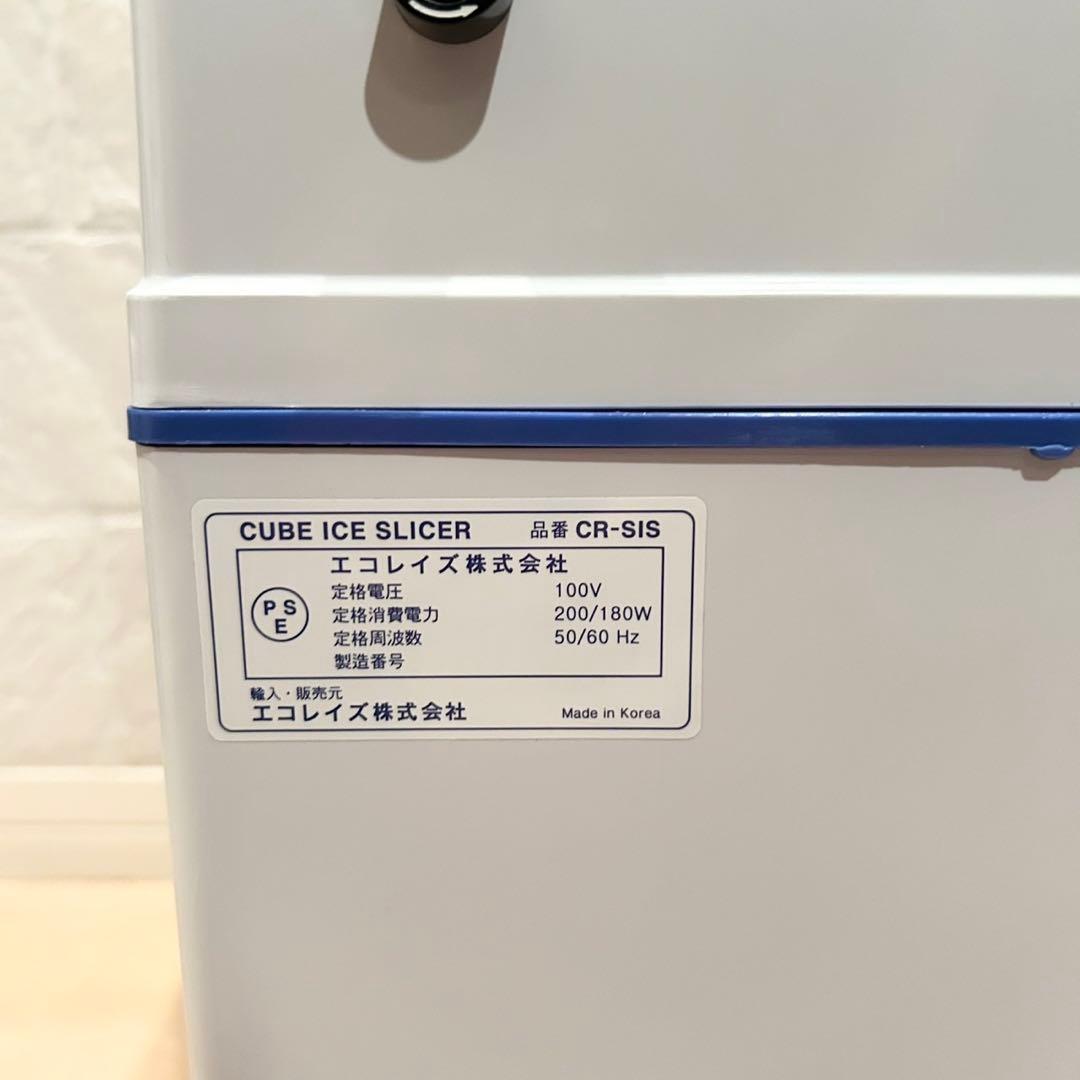 CUBE ICE SLICER 品番 CR-SIS
エコレイズ株式会社
PSE
定格電圧 100V
定格消費電力 200/180W
定格周波数 50/60 Hz
製造番号
輸入・販売元
エコレイズ株式会社 Made in Korea